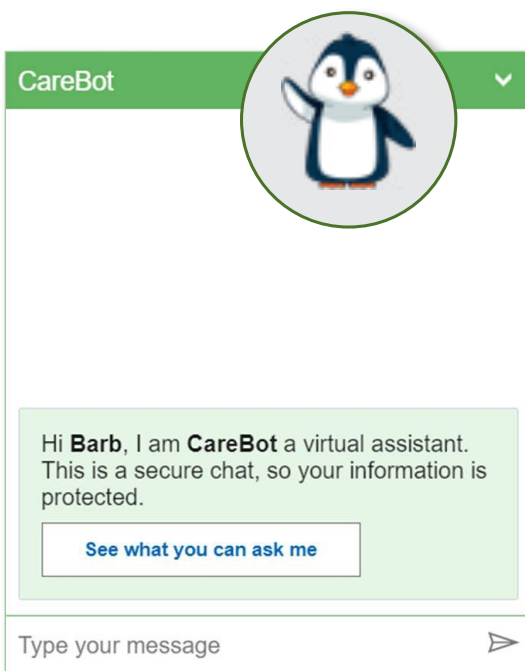 CareBot
Hi Barb, I am CareBot a virtual assistant.
This is a secure chat, so your information is
protected.
See what you can ask me
Type your message